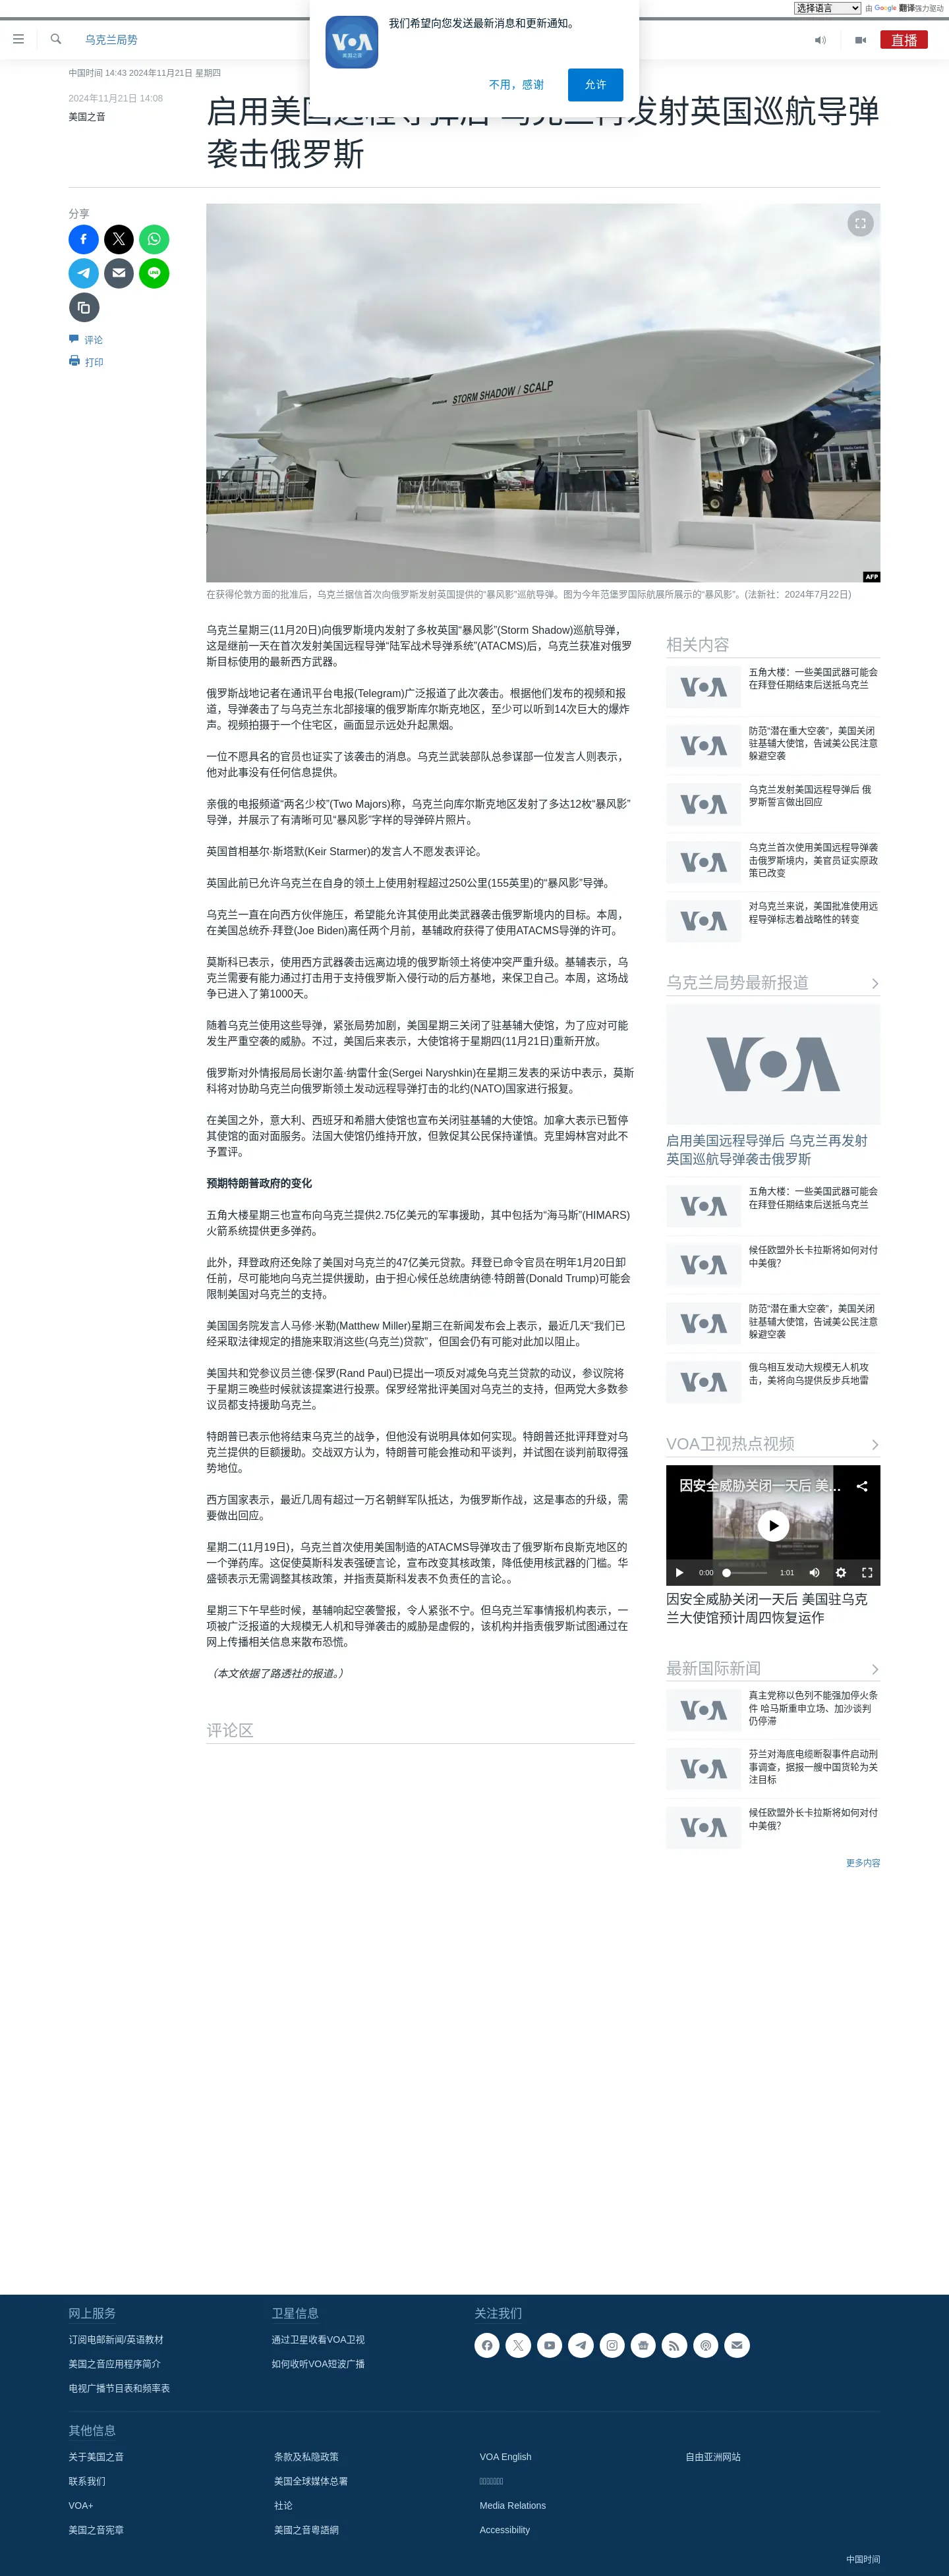 选择语言
由 Google 翻译强力驱动
我们希望向您发送最新消息和更新通知。
VOA
美国之音
不用，感谢
允许
乌克兰局势
直播
中国时间 14:43 2024年11月21日 星期四
2024年11月21日 14:08
美国之音
启用美国远程导弹后 乌克兰再发射英国巡航导弹
袭击俄罗斯
分享
评论
打印
STORM SHADOW / SCALP
AFP
在获得伦敦方面的批准后，乌克兰据信首次向俄罗斯发射英国提供的“暴风影”巡航导弹。图为今年范堡罗国际航展所展示的“暴风影”。(法新社：2024年7月22日)
乌克兰星期三(11月20日)向俄罗斯境内发射了多枚英国“暴风影”(Storm Shadow)巡航导弹，
这是继前一天在首次发射美国远程导弹“陆军战术导弹系统”(ATACMS)后，乌克兰获准对俄罗
斯目标使用的最新西方武器。
俄罗斯战地记者在通讯平台电报(Telegram)广泛报道了此次袭击。根据他们发布的视频和报
道，导弹袭击了与乌克兰东北部接壤的俄罗斯库尔斯克地区，至少可以听到14次巨大的爆炸
声。视频拍摄于一个住宅区，画面显示远处升起黑烟。
一位不愿具名的官员也证实了该袭击的消息。乌克兰武装部队总参谋部一位发言人则表示，
他对此事没有任何信息提供。
亲俄的电报频道“两名少校”(Two Majors)称，乌克兰向库尔斯克地区发射了多达12枚“暴风影”
导弹，并展示了有清晰可见“暴风影”字样的导弹碎片照片。
英国首相基尔·斯塔默(Keir Starmer)的发言人不愿发表评论。
英国此前已允许乌克兰在自身的领土上使用射程超过250公里(155英里)的“暴风影”导弹。
乌克兰一直在向西方伙伴施压，希望能允许其使用此类武器袭击俄罗斯境内的目标。本周，
在美国总统乔·拜登(Joe Biden)离任两个月前，基辅政府获得了使用ATACMS导弹的许可。
莫斯科已表示，使用西方武器袭击远离边境的俄罗斯领土将使冲突严重升级。基辅表示，乌
克兰需要有能力通过打击用于支持俄罗斯入侵行动的后方基地，来保卫自己。本周，这场战
争已进入了第1000天。
随着乌克兰使用这些导弹，紧张局势加剧，美国星期三关闭了驻基辅大使馆，为了应对可能
发生严重空袭的威胁。不过，美国后来表示，大使馆将于星期四(11月21日)重新开放。
俄罗斯对外情报局局长谢尔盖·纳雷什金(Sergei Naryshkin)在星期三发表的采访中表示，莫斯
科将对协助乌克兰向俄罗斯领土发动远程导弹打击的北约(NATO)国家进行报复。
在美国之外，意大利、西班牙和希腊大使馆也宣布关闭驻基辅的大使馆。加拿大表示已暂停
其使馆的面对面服务。法国大使馆仍维持开放，但敦促其公民保持谨慎。克里姆林宫对此不
予置评。
预期特朗普政府的变化
五角大楼星期三也宣布向乌克兰提供2.75亿美元的军事援助，其中包括为“海马斯”(HIMARS)
火箭系统提供更多弹药。
此外，拜登政府还免除了美国对乌克兰的47亿美元贷款。拜登已命令官员在明年1月20日卸
任前，尽可能地向乌克兰提供援助，由于担心候任总统唐纳德·特朗普(Donald Trump)可能会
限制美国对乌克兰的支持。
美国国务院发言人马修·米勒(Matthew Miller)星期三在新闻发布会上表示，最近几天“我们已
经采取法律规定的措施来取消这些(乌克兰)贷款”，但国会仍有可能对此加以阻止。
美国共和党参议员兰德·保罗(Rand Paul)已提出一项反对减免乌克兰贷款的动议，参议院将
于星期三晚些时候就该提案进行投票。保罗经常批评美国对乌克兰的支持，但两党大多数参
议员都支持援助乌克兰。
特朗普已表示他将结束乌克兰的战争，但他没有说明具体如何实现。特朗普还批评拜登对乌
克兰提供的巨额援助。交战双方认为，特朗普可能会推动和平谈判，并试图在谈判前取得强
势地位。
西方国家表示，最近几周有超过一万名朝鲜军队抵达，为俄罗斯作战，这是事态的升级，需
要做出回应。
星期二(11月19日)，乌克兰首次使用美国制造的ATACMS导弹攻击了俄罗斯布良斯克地区的
一个弹药库。这促使莫斯科发表强硬言论，宣布改变其核政策，降低使用核武器的门槛。华
盛顿表示无需调整其核政策，并指责莫斯科发表不负责任的言论。。
星期三下午早些时候，基辅响起空袭警报，令人紧张不宁。但乌克兰军事情报机构表示，一
项被广泛报道的大规模无人机和导弹袭击的威胁是虚假的，该机构并指责俄罗斯试图通过在
网上传播相关信息来散布恐慌。
（本文依据了路透社的报道。）
评论区
相关内容
VOA
五角大楼：一些美国武器可能会
在拜登任期结束后送抵乌克兰
VOA
防范“潜在重大空袭”，美国关闭
驻基辅大使馆，告诫美公民注意
躲避空袭
VOA
乌克兰发射美国远程导弹后 俄
罗斯誓言做出回应
VOA
乌克兰首次使用美国远程导弹袭
击俄罗斯境内，美官员证实原政
策已改变
VOA
对乌克兰来说，美国批准使用远
程导弹标志着战略性的转变
乌克兰局势最新报道
VOA
启用美国远程导弹后 乌克兰再发射
英国巡航导弹袭击俄罗斯
VOA
五角大楼：一些美国武器可能会
在拜登任期结束后送抵乌克兰
VOA
候任欧盟外长卡拉斯将如何对付
中美俄?
VOA
防范“潜在重大空袭”，美国关闭
驻基辅大使馆，告诫美公民注意
躲避空袭
VOA
俄乌相互发动大规模无人机攻
击，美将向乌提供反步兵地雷
VOA卫视热点视频
因安全威胁关闭一天后 美...
0:00
1:01
因安全威胁关闭一天后 美国驻乌克
兰大使馆预计周四恢复运作
最新国际新闻
VOA
真主党称以色列不能强加停火条
件 哈马斯重申立场、加沙谈判
仍停滞
VOA
芬兰对海底电缆断裂事件启动刑
事调查，据报一艘中国货轮为关
注目标
VOA
候任欧盟外长卡拉斯将如何对付
中美俄?
更多内容
网上服务
订阅电邮新闻/英语教材
美国之音应用程序简介
电视广播节目表和频率表
卫星信息
通过卫星收看VOA卫视
如何收听VOA短波广播
关注我们
其他信息
关于美国之音
联系我们
VOA+
美国之音宪章
条款及私隐政策
美国全球媒体总署
社论
美國之音粵語網
VOA English
Media Relations
Accessibility
自由亚洲网站
中国时间